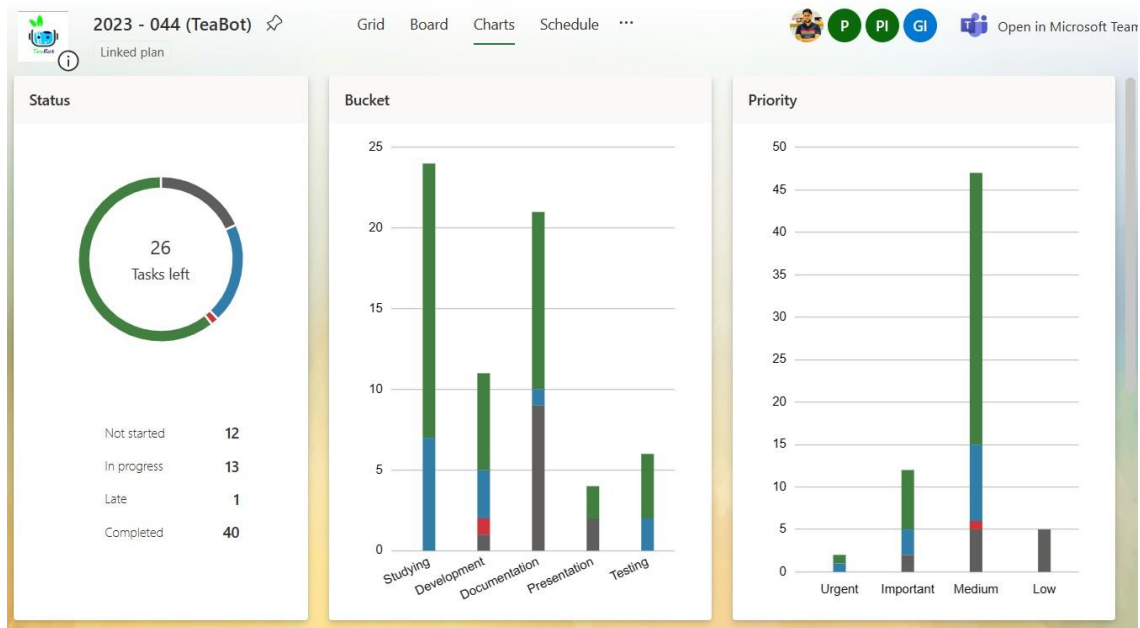 2023 - 044 (TeaBot)
Linked plan
TeaBot
Grid Board Charts Schedule ...
P PI GI
Open in Microsoft Team
Status
26
Tasks left
Not started 12
In progress 13
Late 1
Completed 40
Bucket
25
20
15
10
5
0
Studying Development Documentation Presentation Testing
Priority
50
45
40
35
30
25
20
15
10
5
0
Urgent Important Medium Low